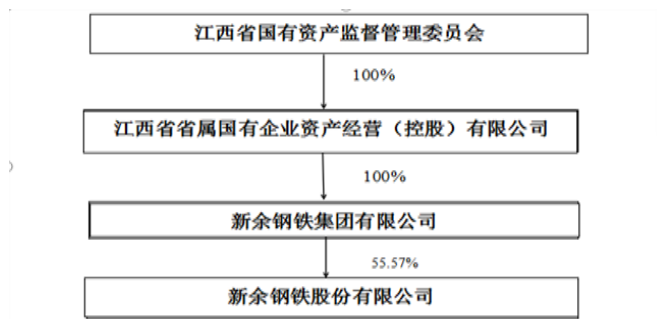 江西省国有资产监督管理委员会
100%
江西省省属国有企业资产经营（控股）有限公司
100%
新余钢铁集团有限公司
55.57%
新余钢铁股份有限公司